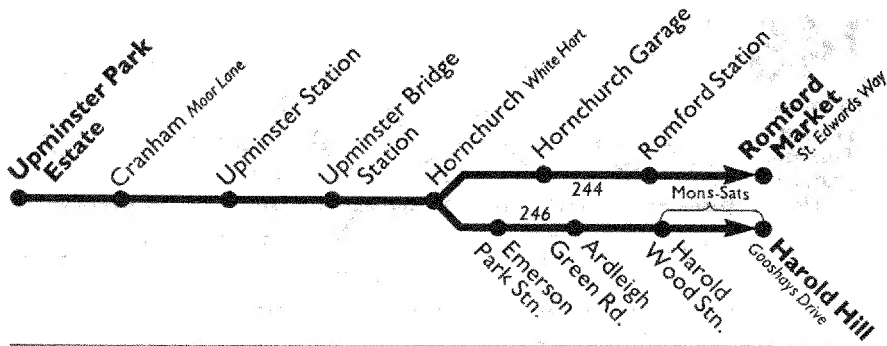 Upminster Park
Estate
Cranham Moor Lane
Upminster Station
Upminster Bridge
Station
Hornchurch White Hart
Hornchurch Garage
Romford Station
Romford
Market
St. Edwards Way
244
Mons-Sats
246
Emerson
Park Stn.
Ardleigh
Green Rd.
Harold
Wood Stn.
Harold Hill
Gooshays Drive